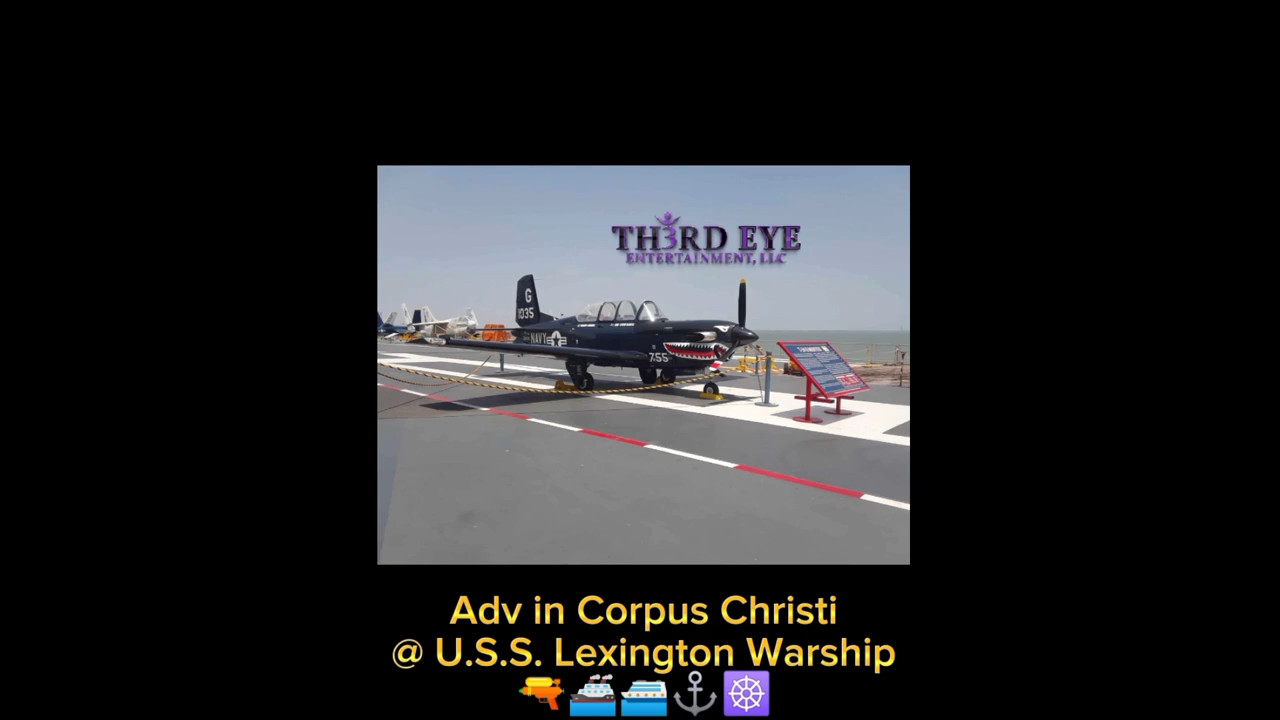 TH3RD EYE
ENTERTAINMENT, LLC
G
1035
NAVY
755
Adv in Corpus Christi
@ U.S.S. Lexington Warship